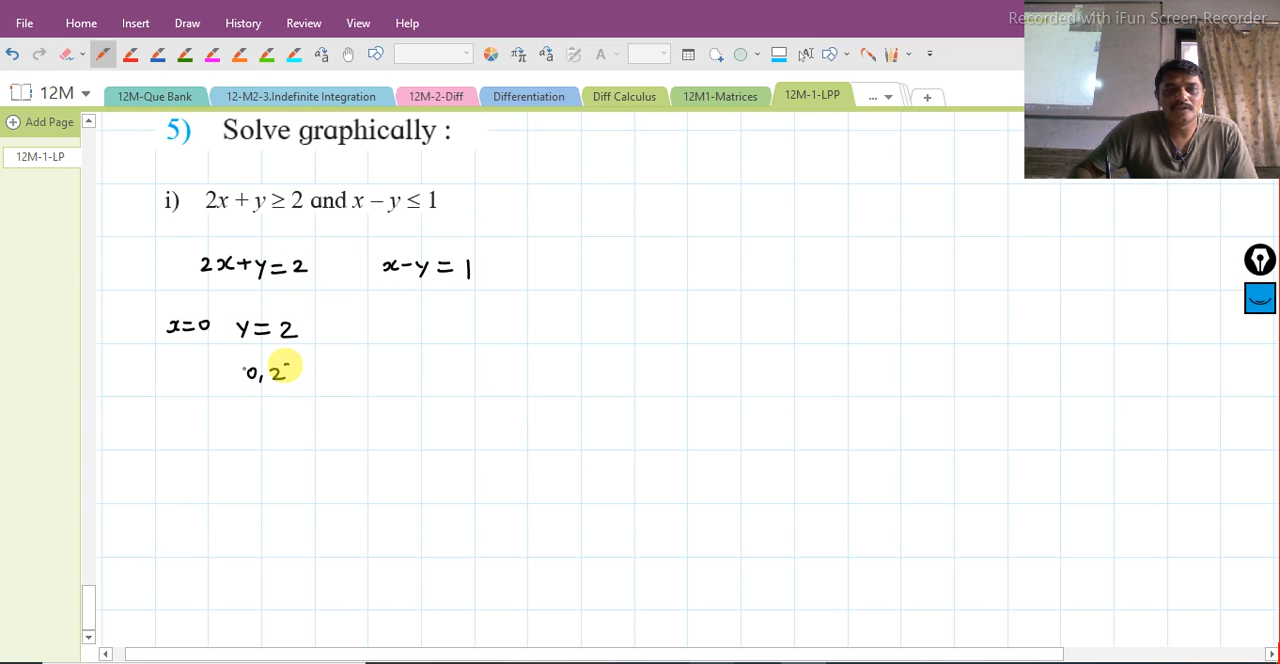 File Home Insert Draw History Review View Help
Recorded with iFun Screen Recorder
12M 12M-Que Bank 12-M2-3.Indefinite Integration 12M-2-Diff Differentiation Diff Calculus 12M1-Matrices 12M-1-LPP ...
Add Page
12M-1-LP
5) Solve graphically :
i) 2x + y ≥ 2 and x – y ≤ 1
2x+y=2 x-y=1
x=0 y=2
0,2